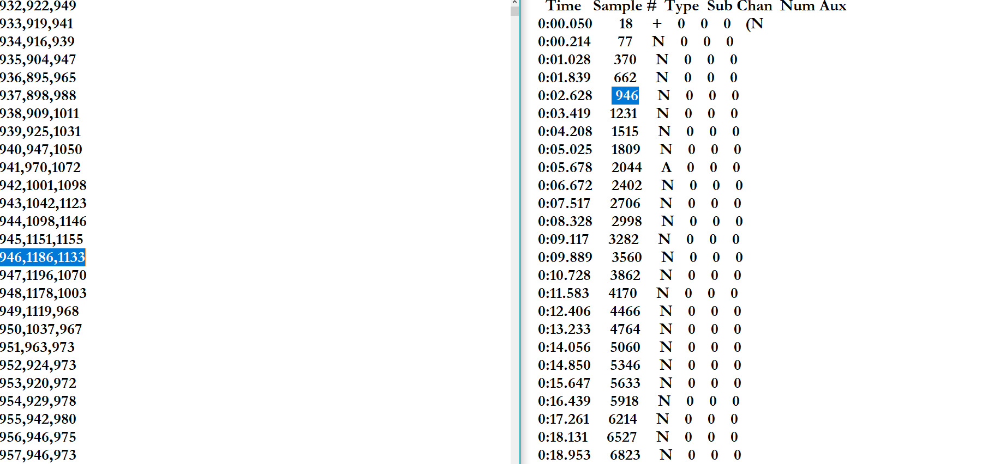 932,922,949
933,919,941
934,916,939
935,904,947
936,895,965
937,898,988
938,909,1011
939,925,1031
940,947,1050
941,970,1072
942,1001,1098
943,1042,1123
944,1098,1146
945,1151,1155
946,1186,1133
947,1196,1070
948,1178,1003
949,1119,968
950,1037,967
951,963,973
952,924,973
953,920,972
954,929,978
955,942,980
956,946,975
957,946,973
Time Sample # Type Sub Chan Num Aux
0:00.050 18 + 0 0 0 (N
0:00.214 77 N 0 0 0
0:01.028 370 N 0 0 0
0:01.839 662 N 0 0 0
0:02.628 946 N 0 0 0
0:03.419 1231 N 0 0 0
0:04.208 1515 N 0 0 0
0:05.025 1809 N 0 0 0
0:05.678 2044 A 0 0 0
0:06.672 2402 N 0 0 0
0:07.517 2706 N 0 0 0
0:08.328 2998 N 0 0 0
0:09.117 3282 N 0 0 0
0:09.889 3560 N 0 0 0
0:10.728 3862 N 0 0 0
0:11.583 4170 N 0 0 0
0:12.406 4466 N 0 0 0
0:13.233 4764 N 0 0 0
0:14.056 5060 N 0 0 0
0:14.850 5346 N 0 0 0
0:15.647 5633 N 0 0 0
0:16.439 5918 N 0 0 0
0:17.261 6214 N 0 0 0
0:18.131 6527 N 0 0 0
0:18.953 6823 N 0 0 0